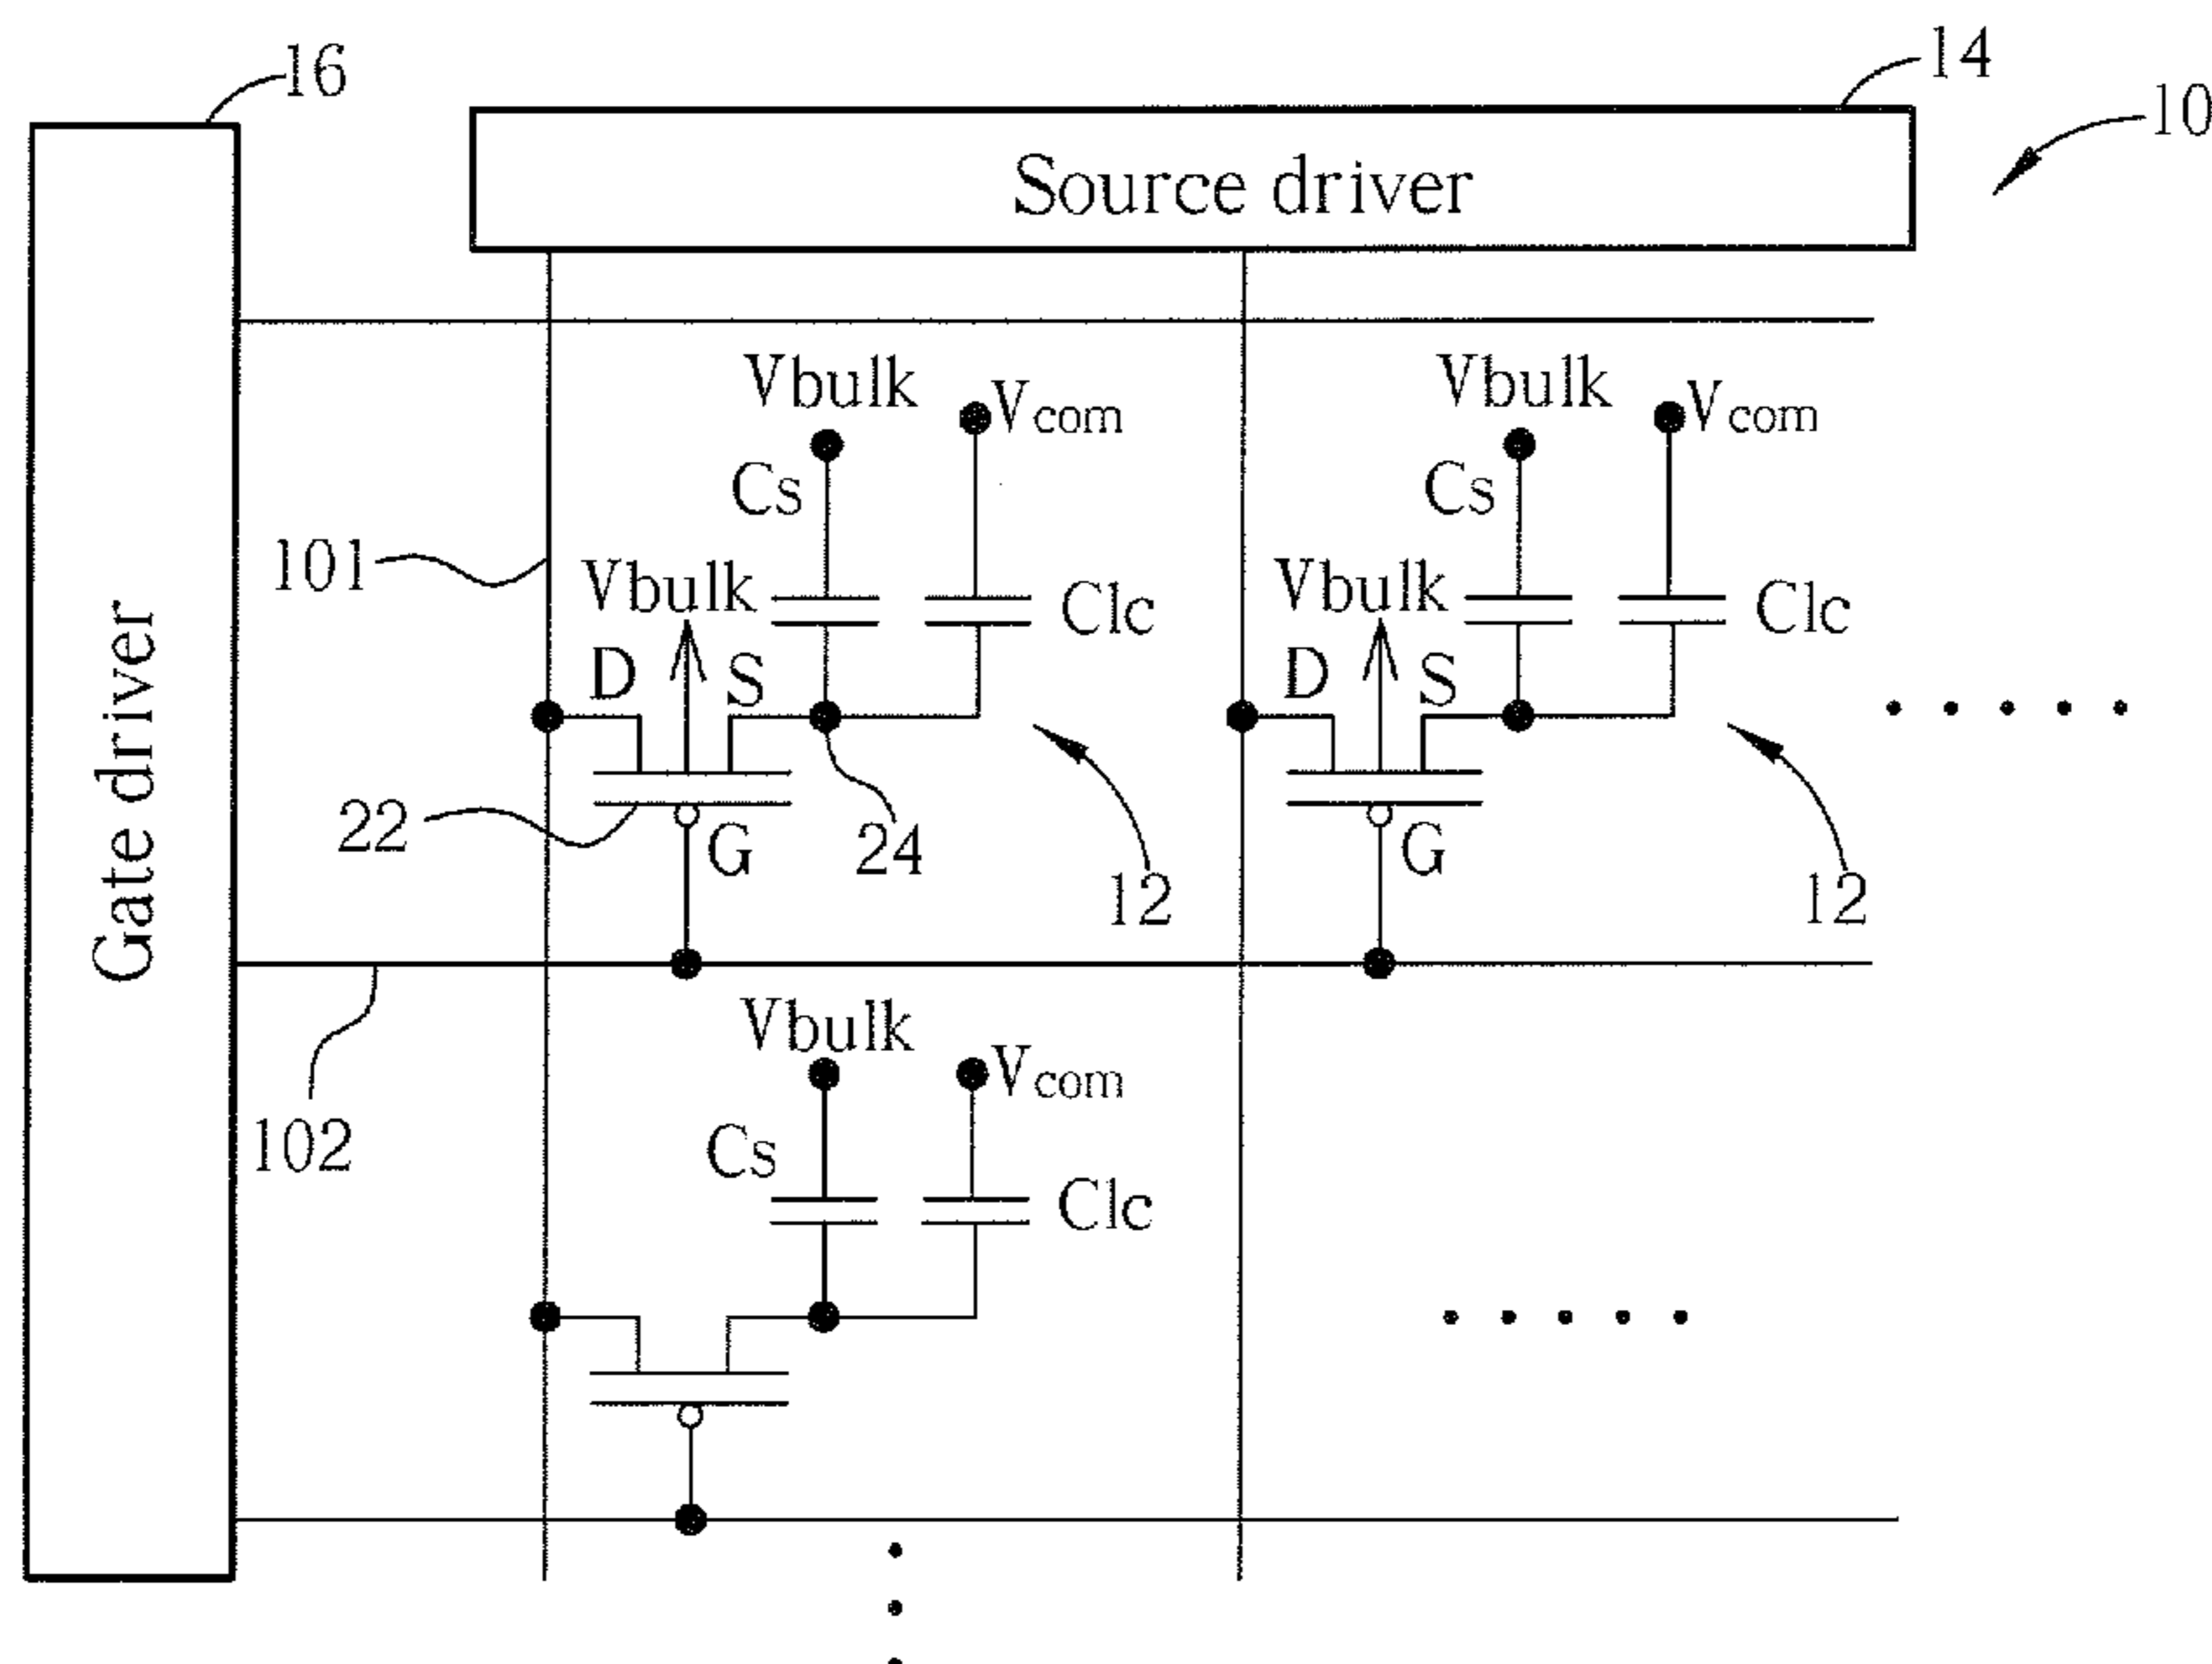 16
14
10
Source driver
Gate driver
Vbulk
Vcom
Cs
Clc
101
Vbulk
D
S
22
G
24
12
Vbulk
Vcom
Cs
Clc
Vbulk
D
S
G
12
102
Vbulk
Vcom
Cs
Clc